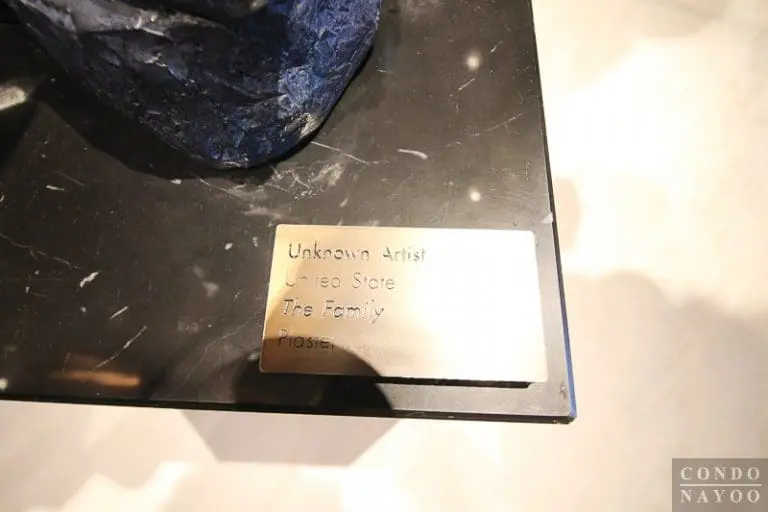 Unknown Artist
United State
The Family
Plaster
CONDO
NAYOO